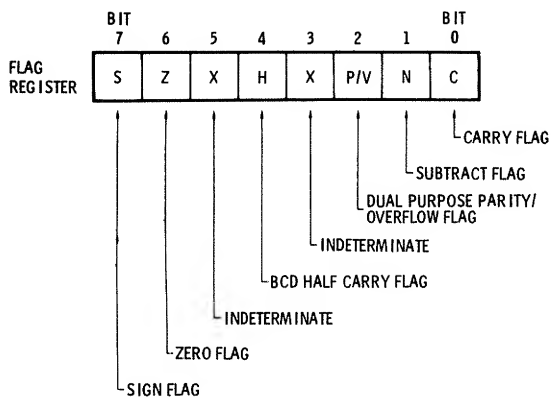 BIT BIT
7 6 5 4 3 2 1 0
FLAG
REGISTER
S Z X H X P/V N C
CARRY FLAG
SUBTRACT FLAG
DUAL PURPOSE PARITY/
OVERFLOW FLAG
INDETERMINATE
BCD HALF CARRY FLAG
INDETERMINATE
ZERO FLAG
SIGN FLAG